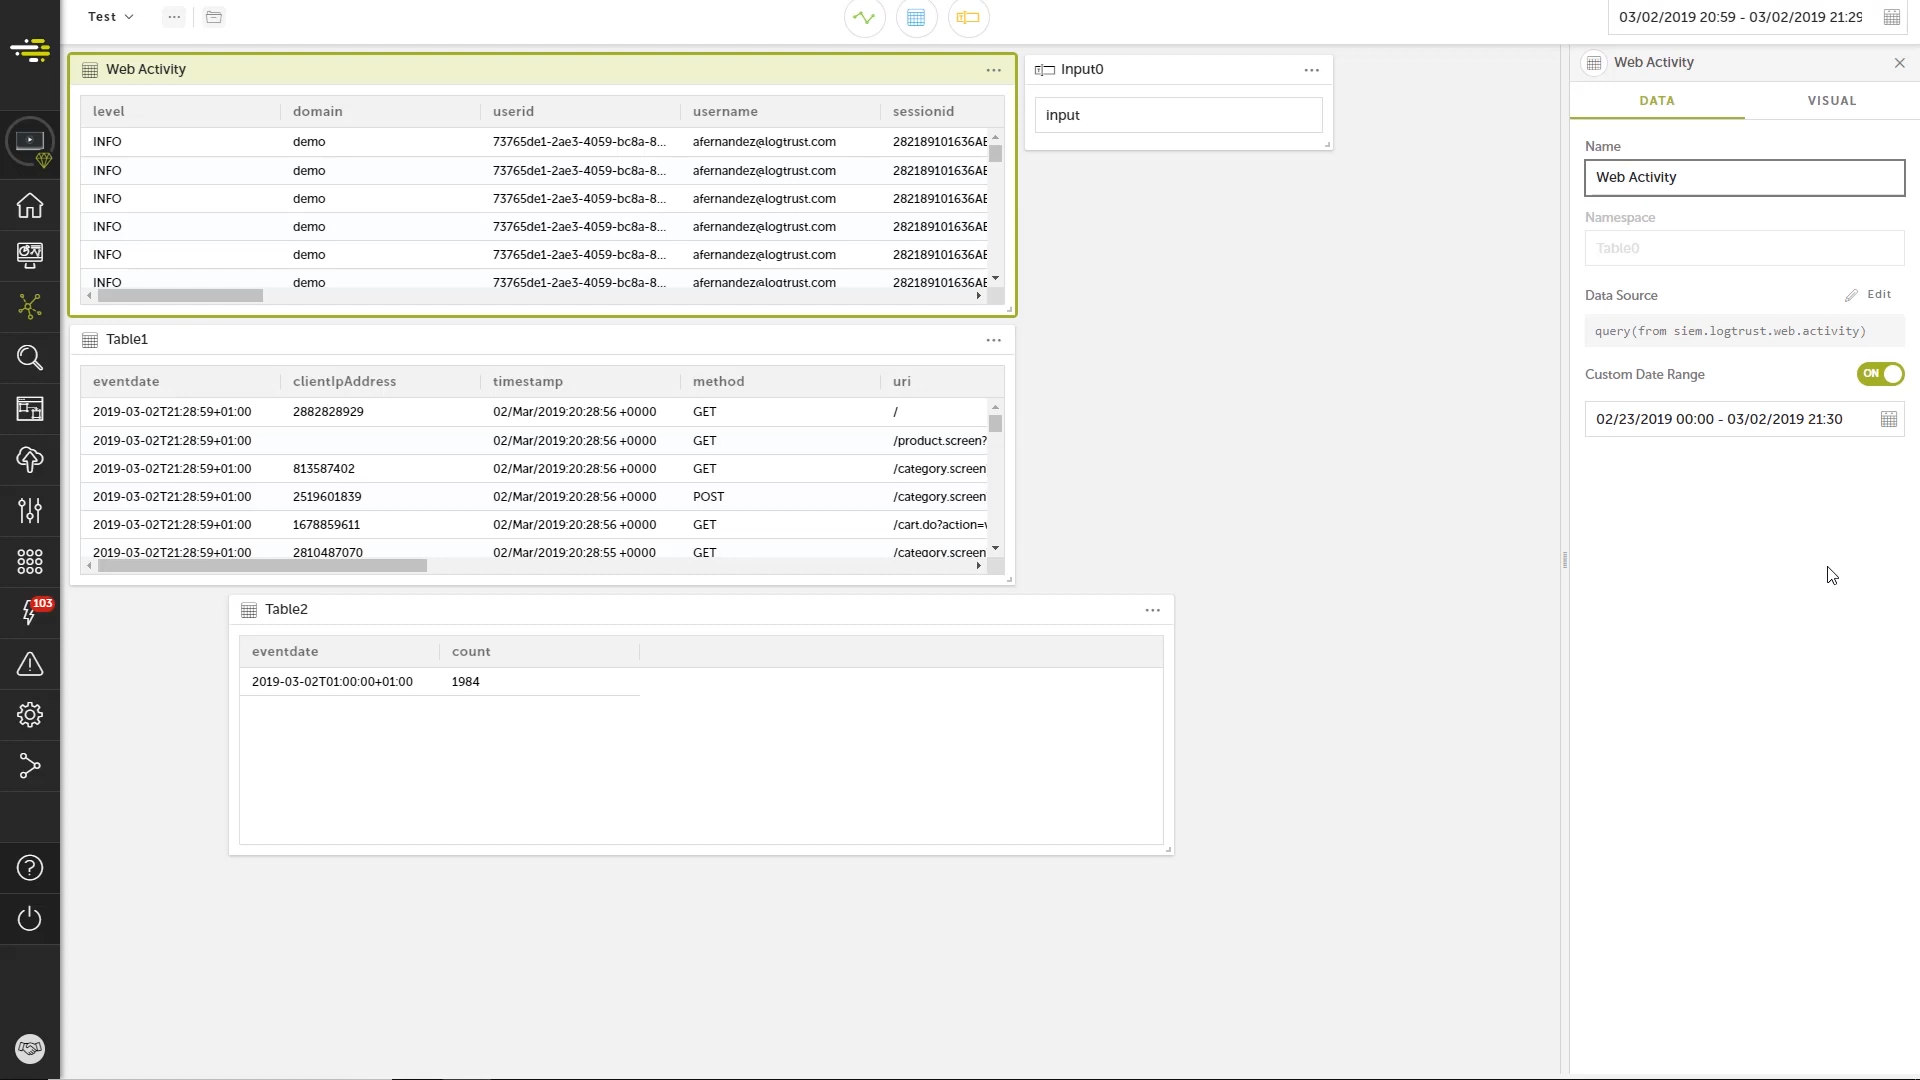 Test
03/02/2019 20:59 - 03/02/2019 21:29
Web Activity
level domain userid username sessionid
INFO demo 73765de1-2ae3-4059-bc8a-8... afernandez@logtrust.com 282189101636AE
INFO demo 73765de1-2ae3-4059-bc8a-8... afernandez@logtrust.com 282189101636AE
INFO demo 73765de1-2ae3-4059-bc8a-8... afernandez@logtrust.com 282189101636AE
INFO demo 73765de1-2ae3-4059-bc8a-8... afernandez@logtrust.com 282189101636AE
INFO demo 73765de1-2ae3-4059-bc8a-8... afernandez@logtrust.com 282189101636AE
INFO demo 73765de1-2ae3-4059-bc8a-8... afernandez@logtrust.com 282189101636AE
Input0
input
Table1
eventdate clientIpAddress timestamp method uri
2019-03-02T21:28:59+01:00 2882828929 02/Mar/2019:20:28:56 +0000 GET /
2019-03-02T21:28:59+01:00 02/Mar/2019:20:28:56 +0000 GET /product.screen?
2019-03-02T21:28:59+01:00 813587402 02/Mar/2019:20:28:56 +0000 GET /category.screen
2019-03-02T21:28:59+01:00 2519601839 02/Mar/2019:20:28:56 +0000 POST /category.screen
2019-03-02T21:28:59+01:00 1678859611 02/Mar/2019:20:28:56 +0000 GET /cart.do?action=
2019-03-02T21:28:59+01:00 2810487070 02/Mar/2019:20:28:55 +0000 GET /category.screen
Table2
eventdate count
2019-03-02T01:00:00+01:00 1984
103
Web Activity
DATA VISUAL
Name
Web Activity
Namespace
Table0
Data Source Edit
query(from siem.logtrust.web.activity)
Custom Date Range ON
02/23/2019 00:00 - 03/02/2019 21:30